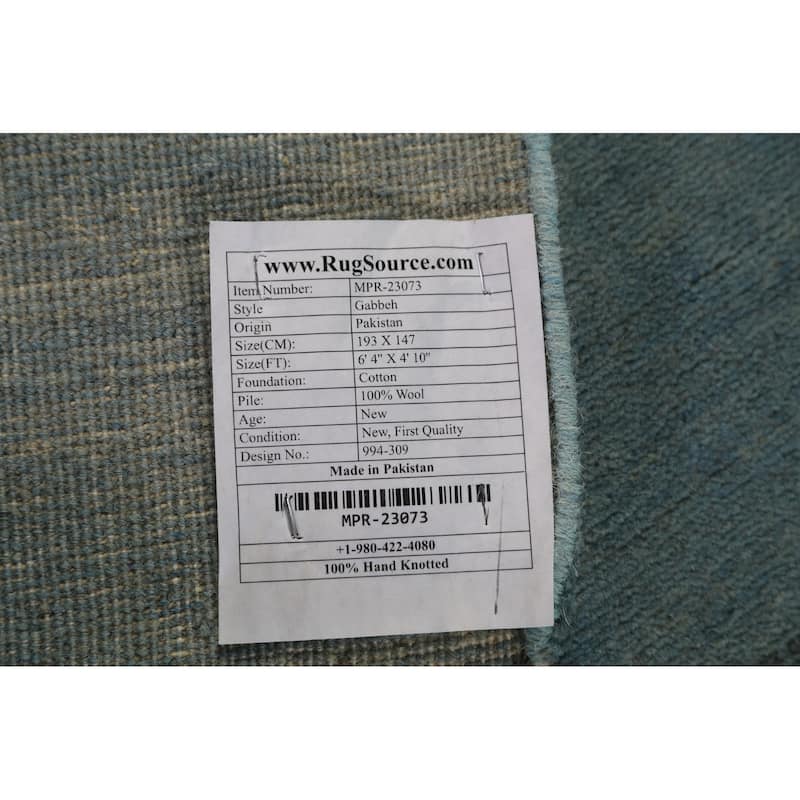 www.RugSource.com
Item Number: MPR-23073
Style Gabbeh
Origin Pakistan
Size(CM): 193 X 147
Size(FT): 6' 4" X 4' 10"
Foundation: Cotton
Pile: 100% Wool
Age: New
Condition: New, First Quality
Design No.: 994-309
Made in Pakistan
MPR-23073
+1-980-422-4080
100% Hand Knotted